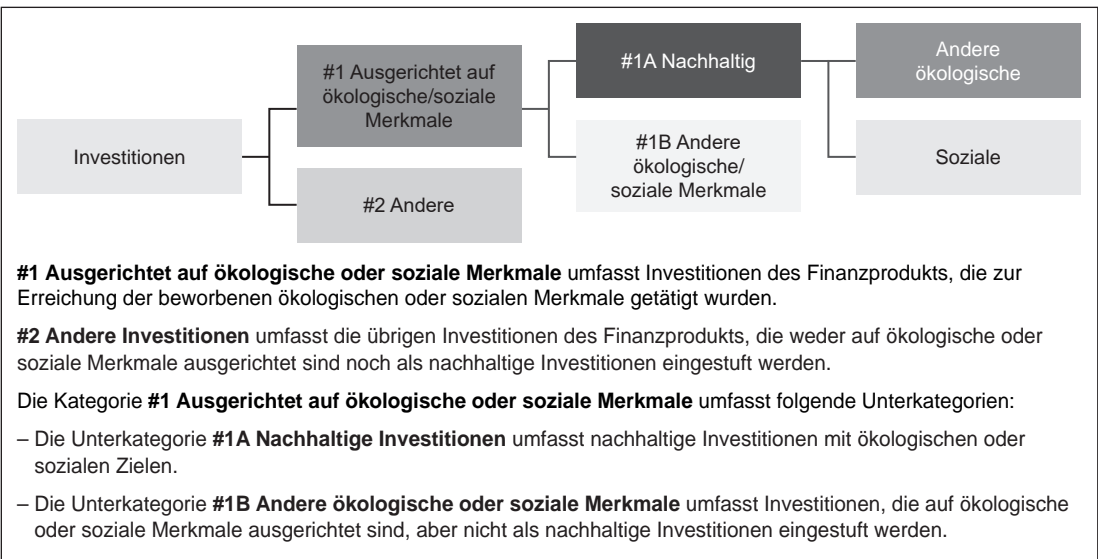 Investitionen
#1 Ausgerichtet auf
ökologische/soziale
Merkmale
#2 Andere
#1A Nachhaltig
#1B Andere
ökologische/
soziale Merkmale
Andere
ökologische
Soziale
#1 Ausgerichtet auf ökologische oder soziale Merkmale umfasst Investitionen des Finanzprodukts, die zur
Erreichung der beworbenen ökologischen oder sozialen Merkmale getätigt wurden.
#2 Andere Investitionen umfasst die übrigen Investitionen des Finanzprodukts, die weder auf ökologische oder
soziale Merkmale ausgerichtet sind noch als nachhaltige Investitionen eingestuft werden.
Die Kategorie #1 Ausgerichtet auf ökologische oder soziale Merkmale umfasst folgende Unterkategorien:
– Die Unterkategorie #1A Nachhaltige Investitionen umfasst nachhaltige Investitionen mit ökologischen oder
sozialen Zielen.
– Die Unterkategorie #1B Andere ökologische oder soziale Merkmale umfasst Investitionen, die auf ökologische
oder soziale Merkmale ausgerichtet sind, aber nicht als nachhaltige Investitionen eingestuft werden.